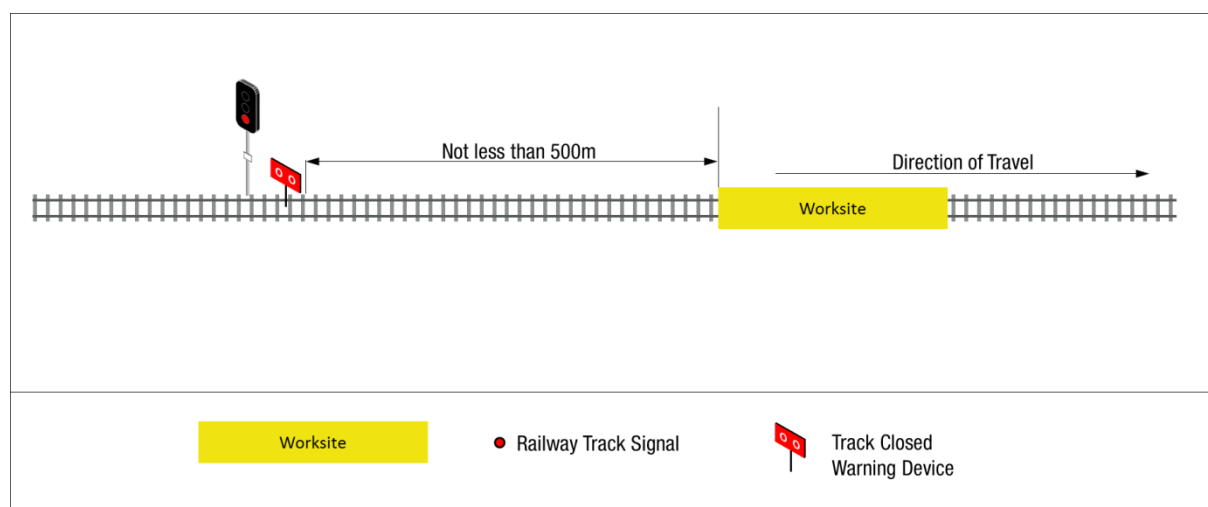 Not less than 500m
Direction of Travel
Worksite
Worksite
Railway Track Signal
Track Closed
Warning Device